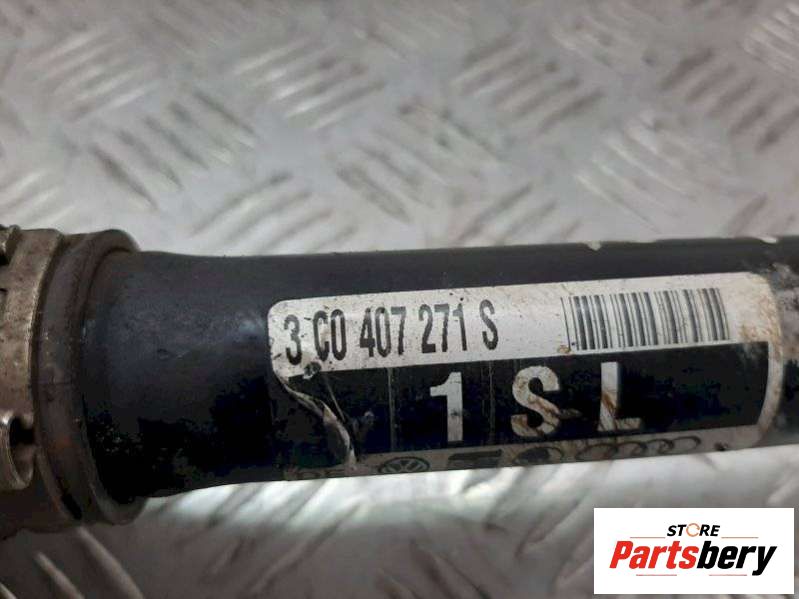 3 C0 407 271 S
1 S L
STORE
Partsbery